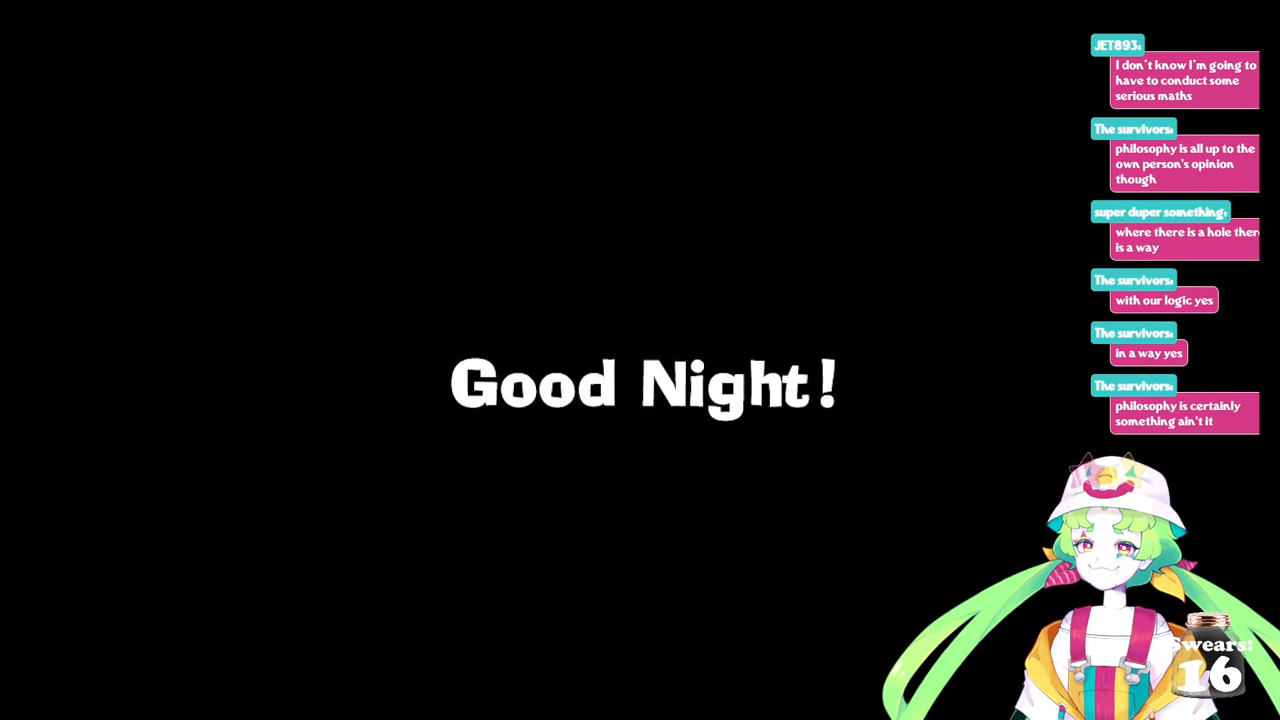 JET893:
I don't know I'm going to
have to conduct some
serious maths
The survivors:
philosophy is all up to the
own person's opinion
though
super duper something:
where there is a hole ther
is a way
The survivors:
with our logic yes
The survivors:
in a way yes
The survivors:
philosophy is certainly
something ain't it
Good Night!
Swears:
16